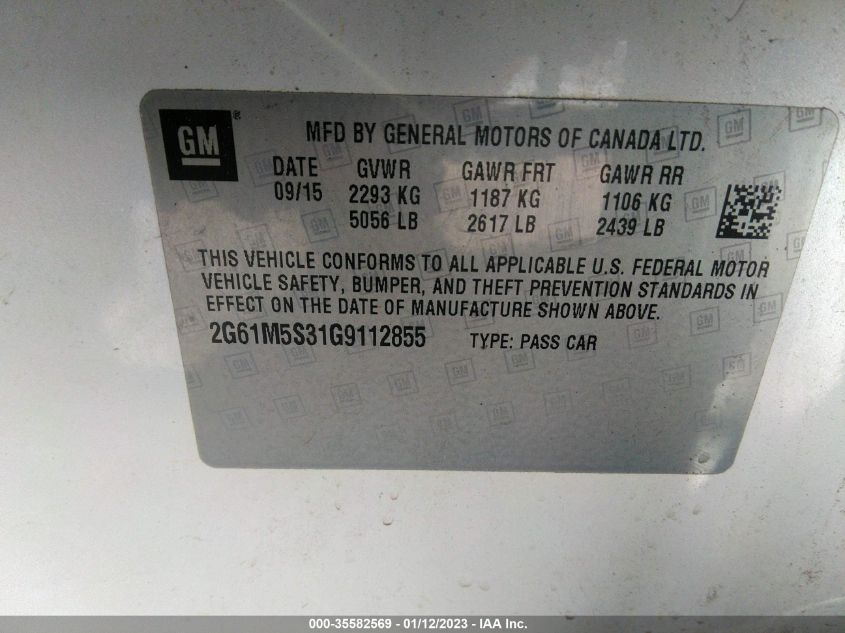 GM ®
MFD BY GENERAL MOTORS OF CANADA LTD.
DATE GVWR GAWR FRT GAWR RR
09/15 2293 KG 1187 KG 1106 KG
5056 LB 2617 LB 2439 LB
THIS VEHICLE CONFORMS TO ALL APPLICABLE U.S. FEDERAL MOTOR
VEHICLE SAFETY, BUMPER, AND THEFT PREVENTION STANDARDS IN
EFFECT ON THE DATE OF MANUFACTURE SHOWN ABOVE.
2G61M5S31G9112855 TYPE: PASS CAR
000-35582569 - 01/12/2023 - IAA Inc.